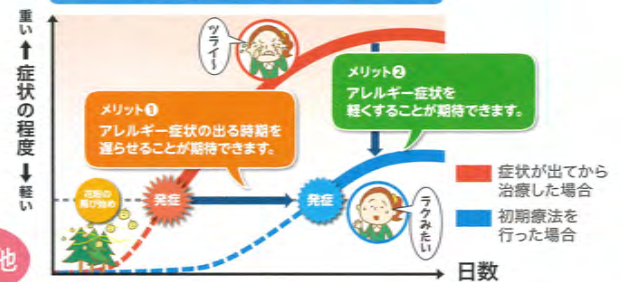 重い
症状の程度
軽い
ツライ〜
メリット❶
アレルギー症状の出る時期を
遅らせることが期待できます。
メリット❷
アレルギー症状を
軽くすることが期待できます。
花粉の
飛び始め
発症
発症
ラクみたい
症状が出てから
治療した場合
初期療法を
行った場合
日数
他